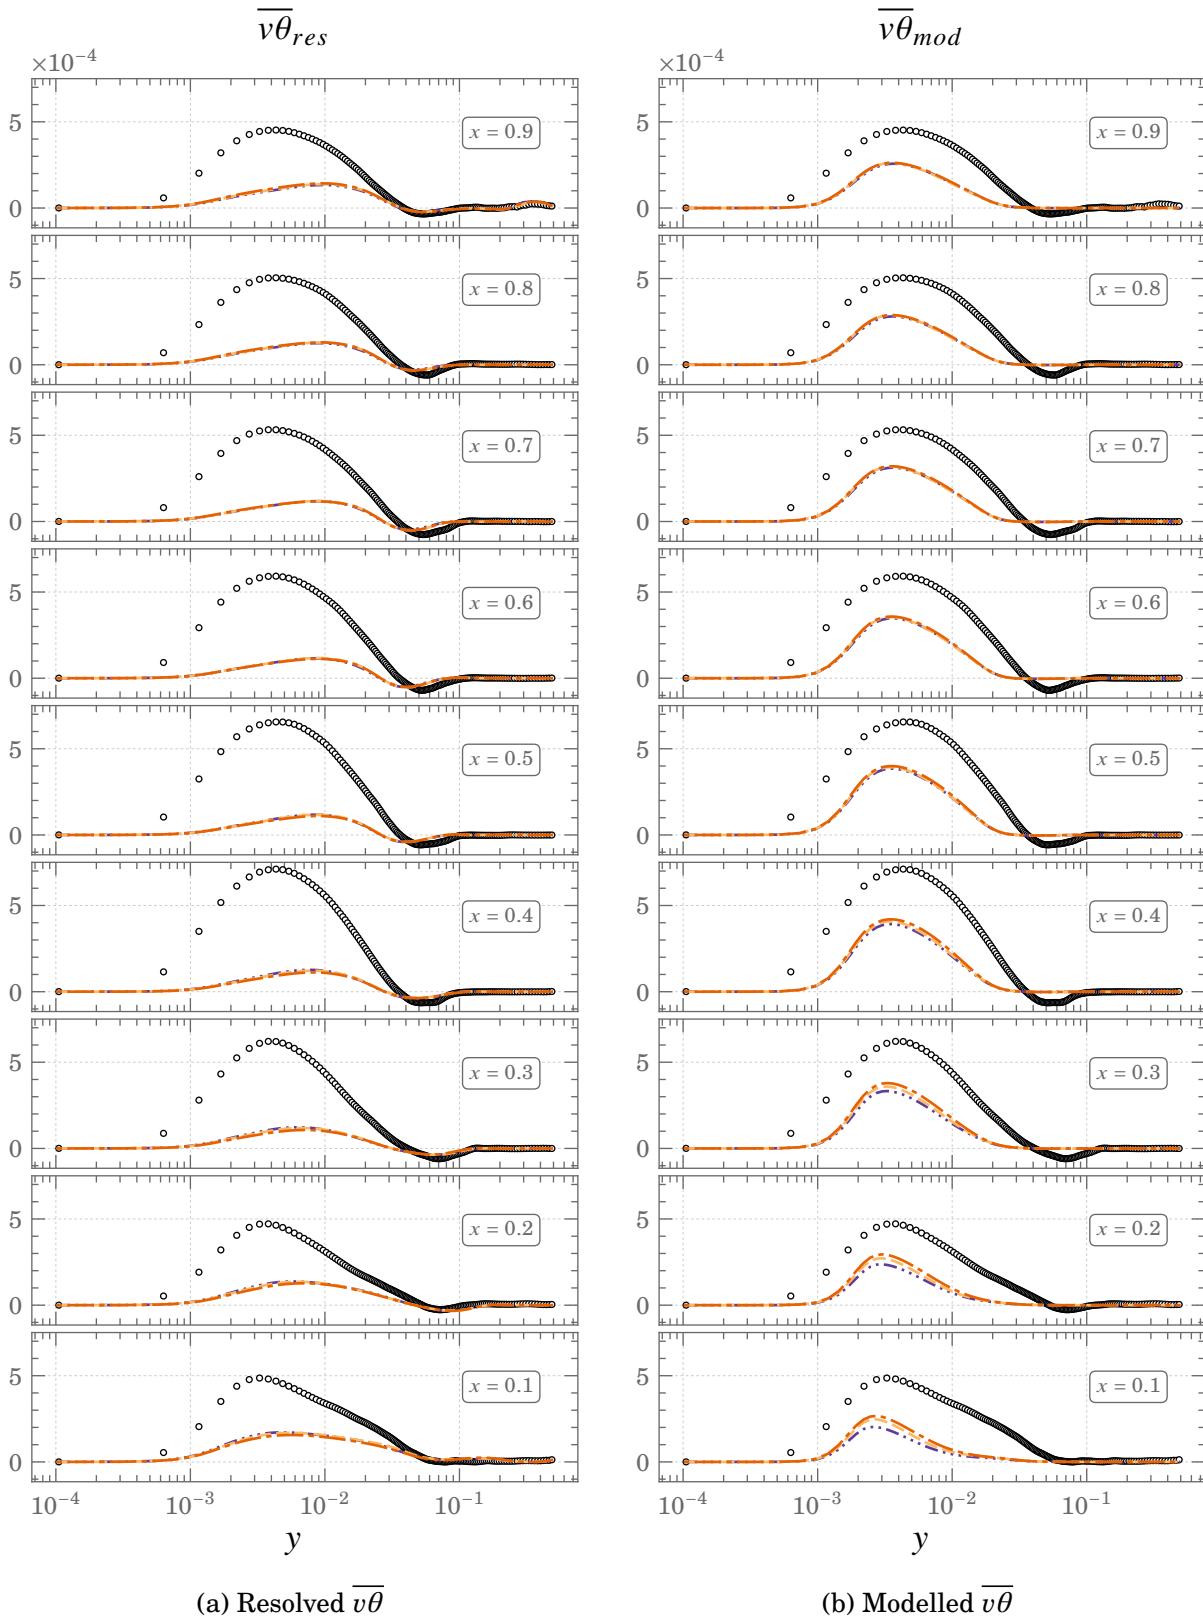 $\overline{v\theta}_{res}$ $\overline{v\theta}_{mod}$
×10⁻⁴ ×10⁻⁴
5 x = 0.9 5 x = 0.9
0 0
5 x = 0.8 5 x = 0.8
0 0
5 x = 0.7 5 x = 0.7
0 0
5 x = 0.6 5 x = 0.6
0 0
5 x = 0.5 5 x = 0.5
0 0
5 x = 0.4 5 x = 0.4
0 0
5 x = 0.3 5 x = 0.3
0 0
5 x = 0.2 5 x = 0.2
0 0
5 x = 0.1 5 x = 0.1
0 0
10⁻⁴ 10⁻³ 10⁻² 10⁻¹ 10⁻⁴ 10⁻³ 10⁻² 10⁻¹
y y
(a) Resolved $\overline{v\theta}$ (b) Modelled $\overline{v\theta}$